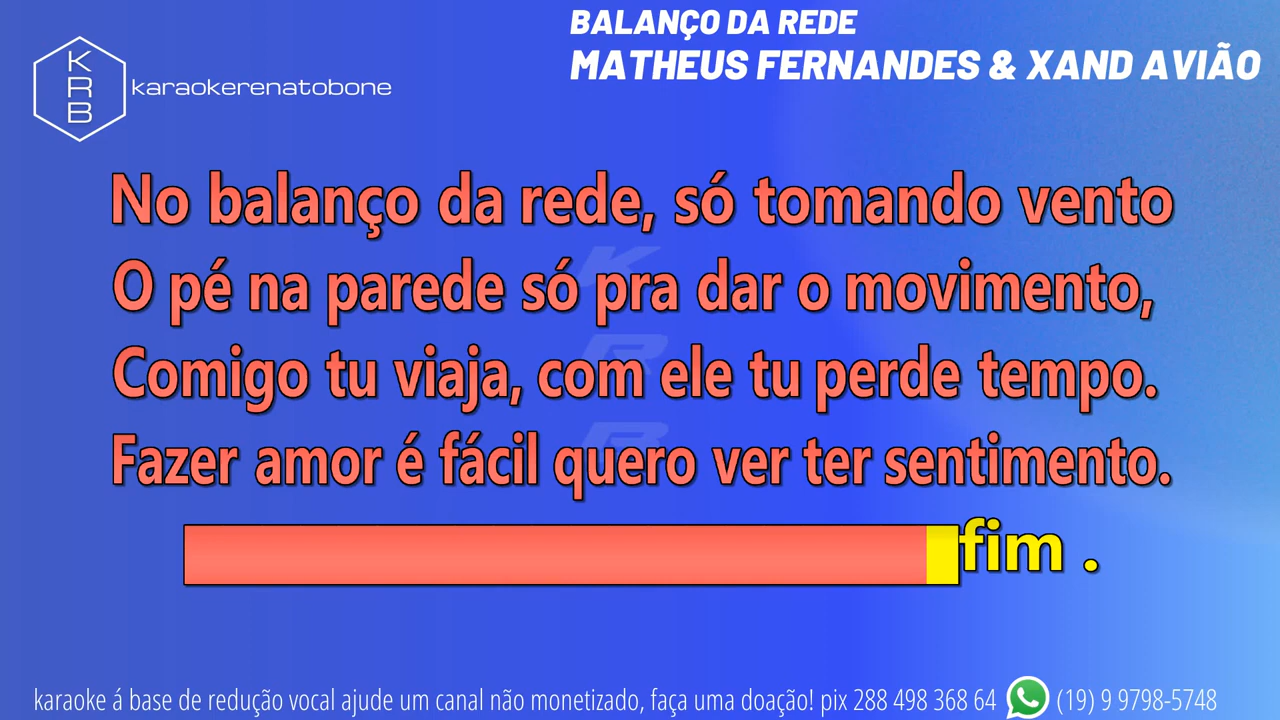 BALANÇO DA REDE
MATHEUS FERNANDES & XAND AVIÃO
K
R
B
karaokerenatobone
No balanço da rede, só tomando vento
O pé na parede só pra dar o movimento,
Comigo tu viaja, com ele tu perde tempo.
Fazer amor é fácil quero ver ter sentimento.
fim .
K
R
B
karaoke á base de redução vocal ajude um canal não monetizado, faça uma doação! pix 288 498 368 64 (19) 9 9798-5748